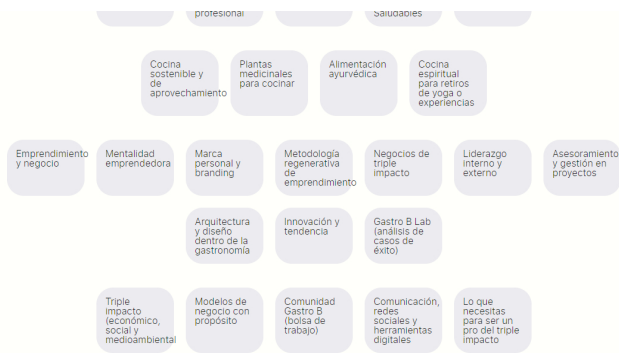 profesional
Saludables
Cocina
sostenible y
de
aprovechamiento
Plantas
medicinales
para cocinar
Alimentación
ayurvédica
Cocina
espiritual
para retiros
de yoga o
experiencias
Emprendimiento
y negocio
Mentalidad
emprendedora
Marca
personal y
branding
Metodología
regenerativa
de
emprendimiento
Negocios de
triple
impacto
Liderazgo
interno y
externo
Asesoramiento
y gestión en
proyectos
Arquitectura
y diseño
dentro de la
gastronomía
Innovación y
tendencia
Gastro B Lab
(análisis de
casos de
éxito)
Triple
impacto
(económico,
social y
medioambiental
Modelos de
negocio con
propósito
Comunidad
Gastro B
(bolsa de
trabajo)
Comunicación,
redes
sociales y
herramientas
digitales
Lo que
necesitas
para ser un
pro del triple
impacto